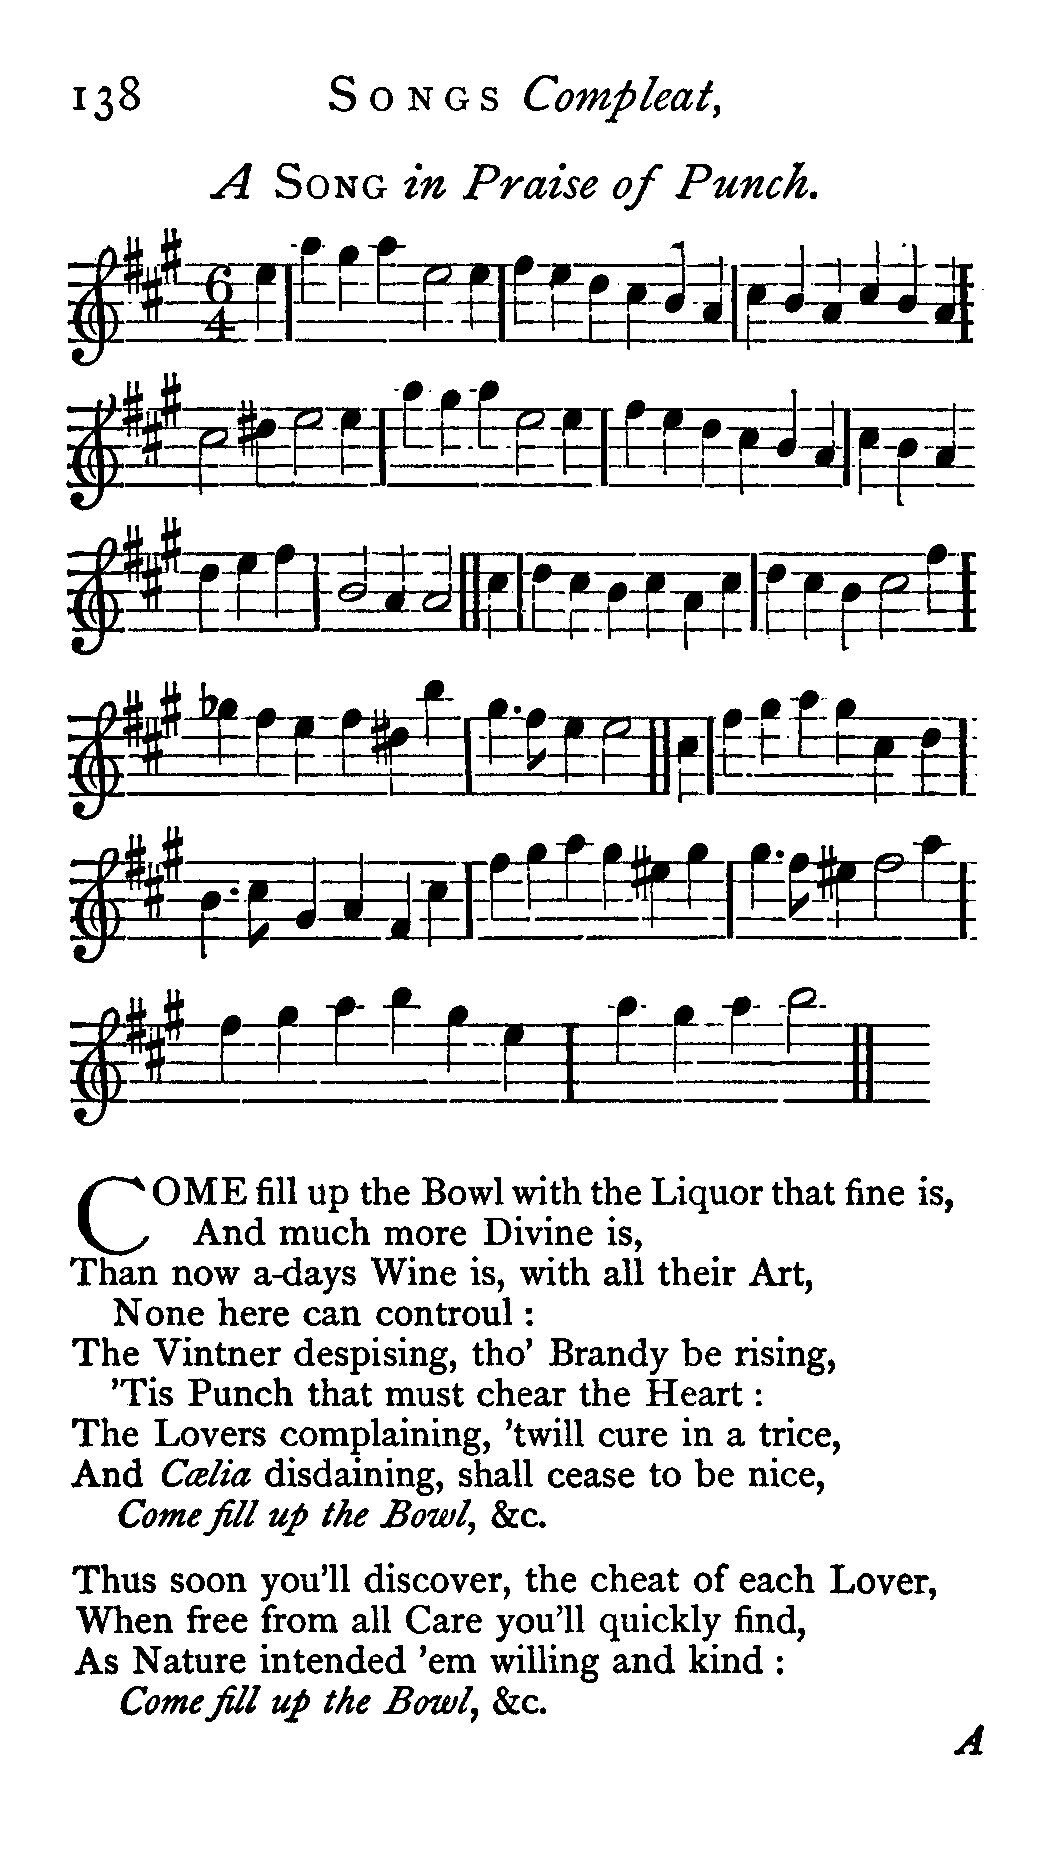 138 SONGS Compleat,
A SONG in Praise of Punch.
6
4
COME fill up the Bowl with the Liquor that fine is,
And much more Divine is,
Than now a-days Wine is, with all their Art,
None here can controul :
The Vintner despising, tho' Brandy be rising,
'Tis Punch that must chear the Heart :
The Lovers complaining, 'twill cure in a trice,
And Cælia disdaining, shall cease to be nice,
Come fill up the Bowl, &c.
Thus soon you'll discover, the cheat of each Lover,
When free from all Care you'll quickly find,
As Nature intended 'em willing and kind :
Come fill up the Bowl, &c.
A